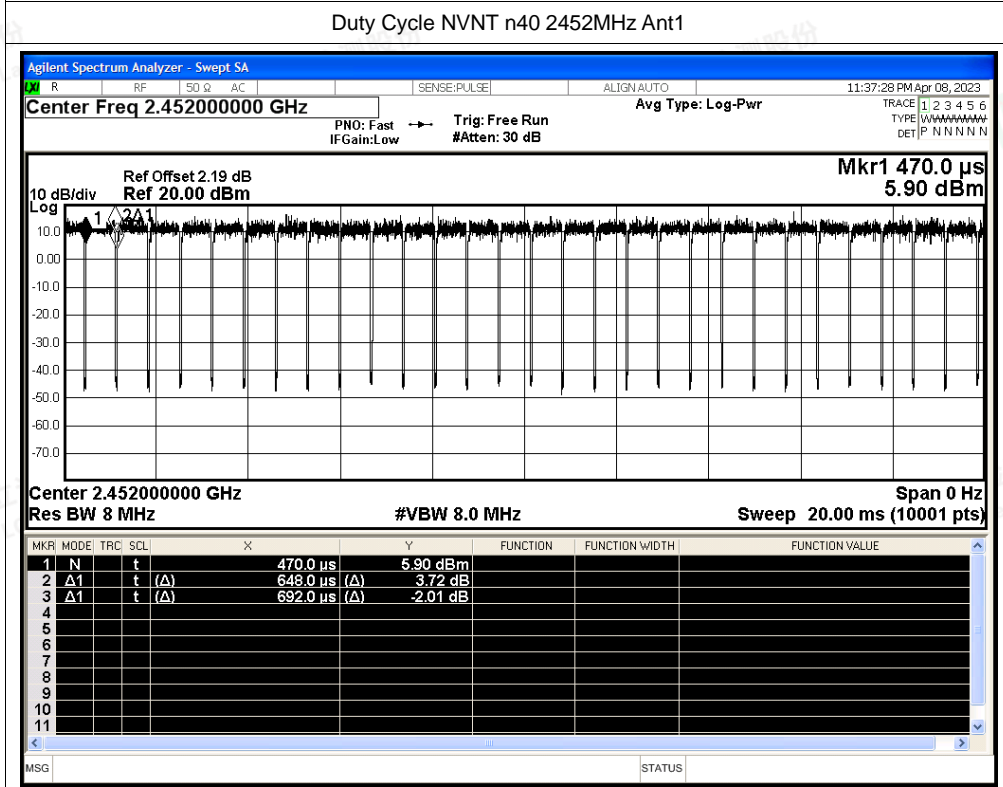 Duty Cycle NVNT n40 2452MHz Ant1
Agilent Spectrum Analyzer - Swept SA
LXI R RF 50 Ω AC SENSE:PULSE ALIGN AUTO 11:37:28 PM Apr 08, 2023
Center Freq 2.452000000 GHz Avg Type: Log-Pwr TRACE 1 2 3 4 5 6
PNO: Fast Trig: Free Run TYPE WWWWWW
IFGain:Low #Atten: 30 dB DET P N N N N N
Mkr1 470.0 µs
Ref Offset 2.19 dB
10 dB/div Ref 20.00 dBm 5.90 dBm
Log
1 2Δ1
10.0
0.00
-10.0
-20.0
-30.0
-40.0
-50.0
-60.0
-70.0
Center 2.452000000 GHz Span 0 Hz
Res BW 8 MHz #VBW 8.0 MHz Sweep 20.00 ms (10001 pts)
MKR MODE TRC SCL X Y FUNCTION FUNCTION WIDTH FUNCTION VALUE
1 N t 470.0 µs 5.90 dBm
2 Δ1 t (Δ) 648.0 µs (Δ) 3.72 dB
3 Δ1 t (Δ) 692.0 µs (Δ) -2.01 dB
4
5
6
7
8
9
10
11
MSG STATUS